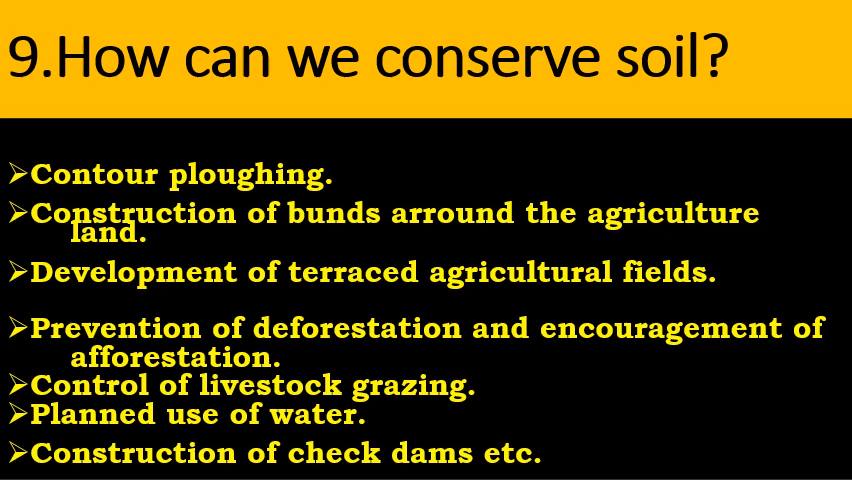 9.How can we conserve soil?
➢Contour ploughing.
➢Construction of bunds arround the agriculture
land.
➢Development of terraced agricultural fields.
➢Prevention of deforestation and encouragement of
afforestation.
➢Control of livestock grazing.
➢Planned use of water.
➢Construction of check dams etc.